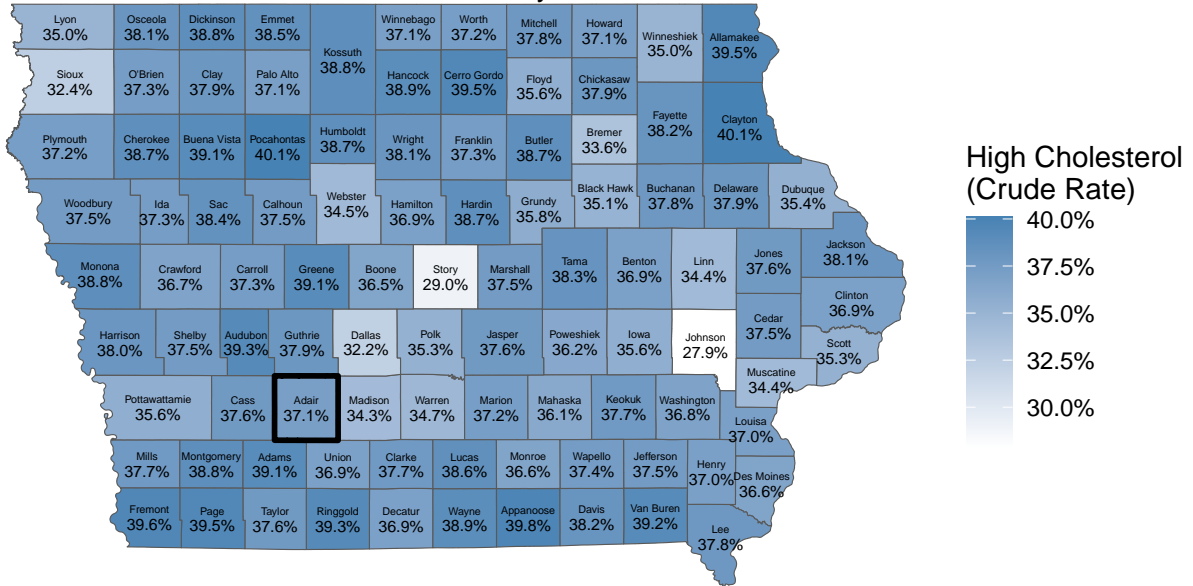 Lyon
35.0%
Osceola
38.1%
Dickinson
38.8%
Emmet
38.5%
Kossuth
38.8%
Winnebago
37.1%
Worth
37.2%
Mitchell
37.8%
Howard
37.1%
Winneshiek
35.0%
Allamakee
39.5%
Sioux
32.4%
O'Brien
37.3%
Clay
37.9%
Palo Alto
37.1%
Hancock
38.9%
Cerro Gordo
39.5%
Floyd
35.6%
Chickasaw
37.9%
Fayette
38.2%
Clayton
40.1%
Plymouth
37.2%
Cherokee
38.7%
Buena Vista
39.1%
Pocahontas
40.1%
Humboldt
38.7%
Wright
38.1%
Franklin
37.3%
Butler
38.7%
Bremer
33.6%
Woodbury
37.5%
Ida
37.3%
Sac
38.4%
Calhoun
37.5%
Webster
34.5%
Hamilton
36.9%
Hardin
38.7%
Grundy
35.8%
Black Hawk
35.1%
Buchanan
37.8%
Delaware
37.9%
Dubuque
35.4%
Monona
38.8%
Crawford
36.7%
Carroll
37.3%
Greene
39.1%
Boone
36.5%
Story
29.0%
Marshall
37.5%
Tama
38.3%
Benton
36.9%
Linn
34.4%
Jones
37.6%
Jackson
38.1%
Clinton
36.9%
Harrison
38.0%
Shelby
37.5%
Audubon
39.3%
Guthrie
37.9%
Dallas
32.2%
Polk
35.3%
Jasper
37.6%
Poweshiek
36.2%
Iowa
35.6%
Johnson
27.9%
Cedar
37.5%
Scott
35.3%
Muscatine
34.4%
Pottawattamie
35.6%
Cass
37.6%
Adair
37.1%
Madison
34.3%
Warren
34.7%
Marion
37.2%
Mahaska
36.1%
Keokuk
37.7%
Washington
36.8%
Louisa
37.0%
Mills
37.7%
Montgomery
38.8%
Adams
39.1%
Union
36.9%
Clarke
37.7%
Lucas
38.6%
Monroe
36.6%
Wapello
37.4%
Jefferson
37.5%
Henry
37.0%
Des Moines
36.6%
Fremont
39.6%
Page
39.5%
Taylor
37.6%
Ringgold
39.3%
Decatur
36.9%
Wayne
38.9%
Appanoose
39.8%
Davis
38.2%
Van Buren
39.2%
Lee
37.8%
High Cholesterol
(Crude Rate)
40.0%
37.5%
35.0%
32.5%
30.0%